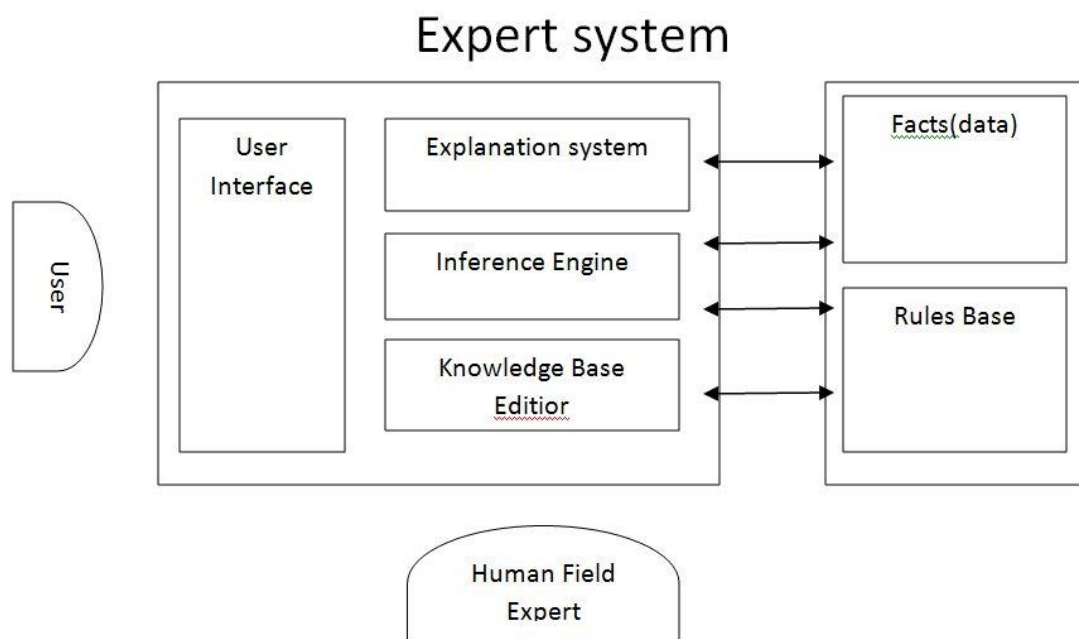 Expert system
User
User
Interface
Explanation system
Inference Engine
Knowledge Base
Editior
Facts(data)
Rules Base
Human Field
Expert